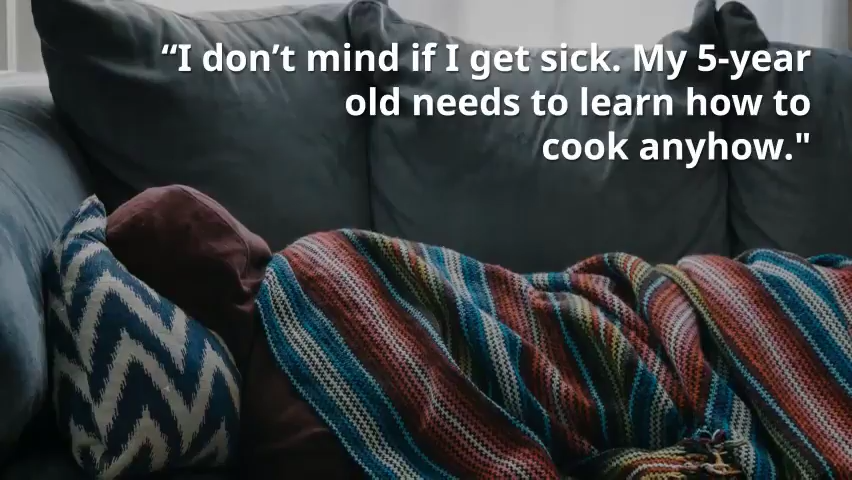 “I don’t mind if I get sick. My 5-year
old needs to learn how to
cook anyhow."